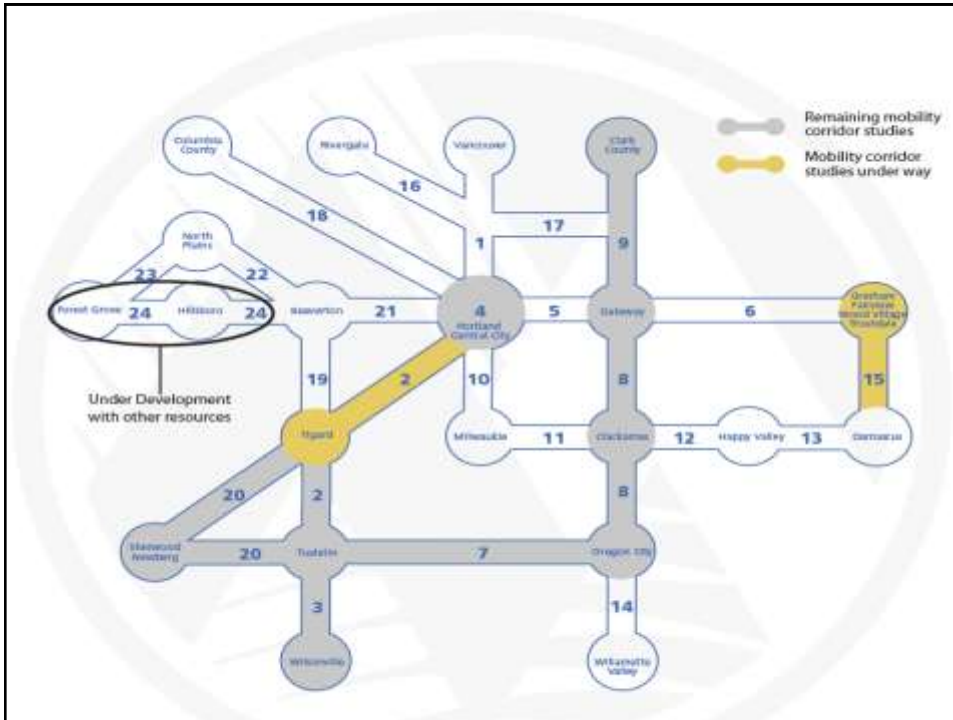 Remaining mobility
corridor studies
Mobility corridor
studies under way
Columbia
County
Rivergate
Vancouver
Clark
County
16
18
17
1
9
North
Plains
23
22
Forest Grove
24
Hillsboro
24
Beaverton
21
4
Portland
Central City
5
Gateway
6
Gresham
Fairview
Wood Village
Troutdale
Under Development
with other resources
19
2
10
8
15
Tigard
Milwaukie
11
Clackamas
12
Happy Valley
13
Damascus
20
2
8
Sherwood
Newberg
20
Tualatin
7
Oregon City
3
14
Wilsonville
Willamette
Valley